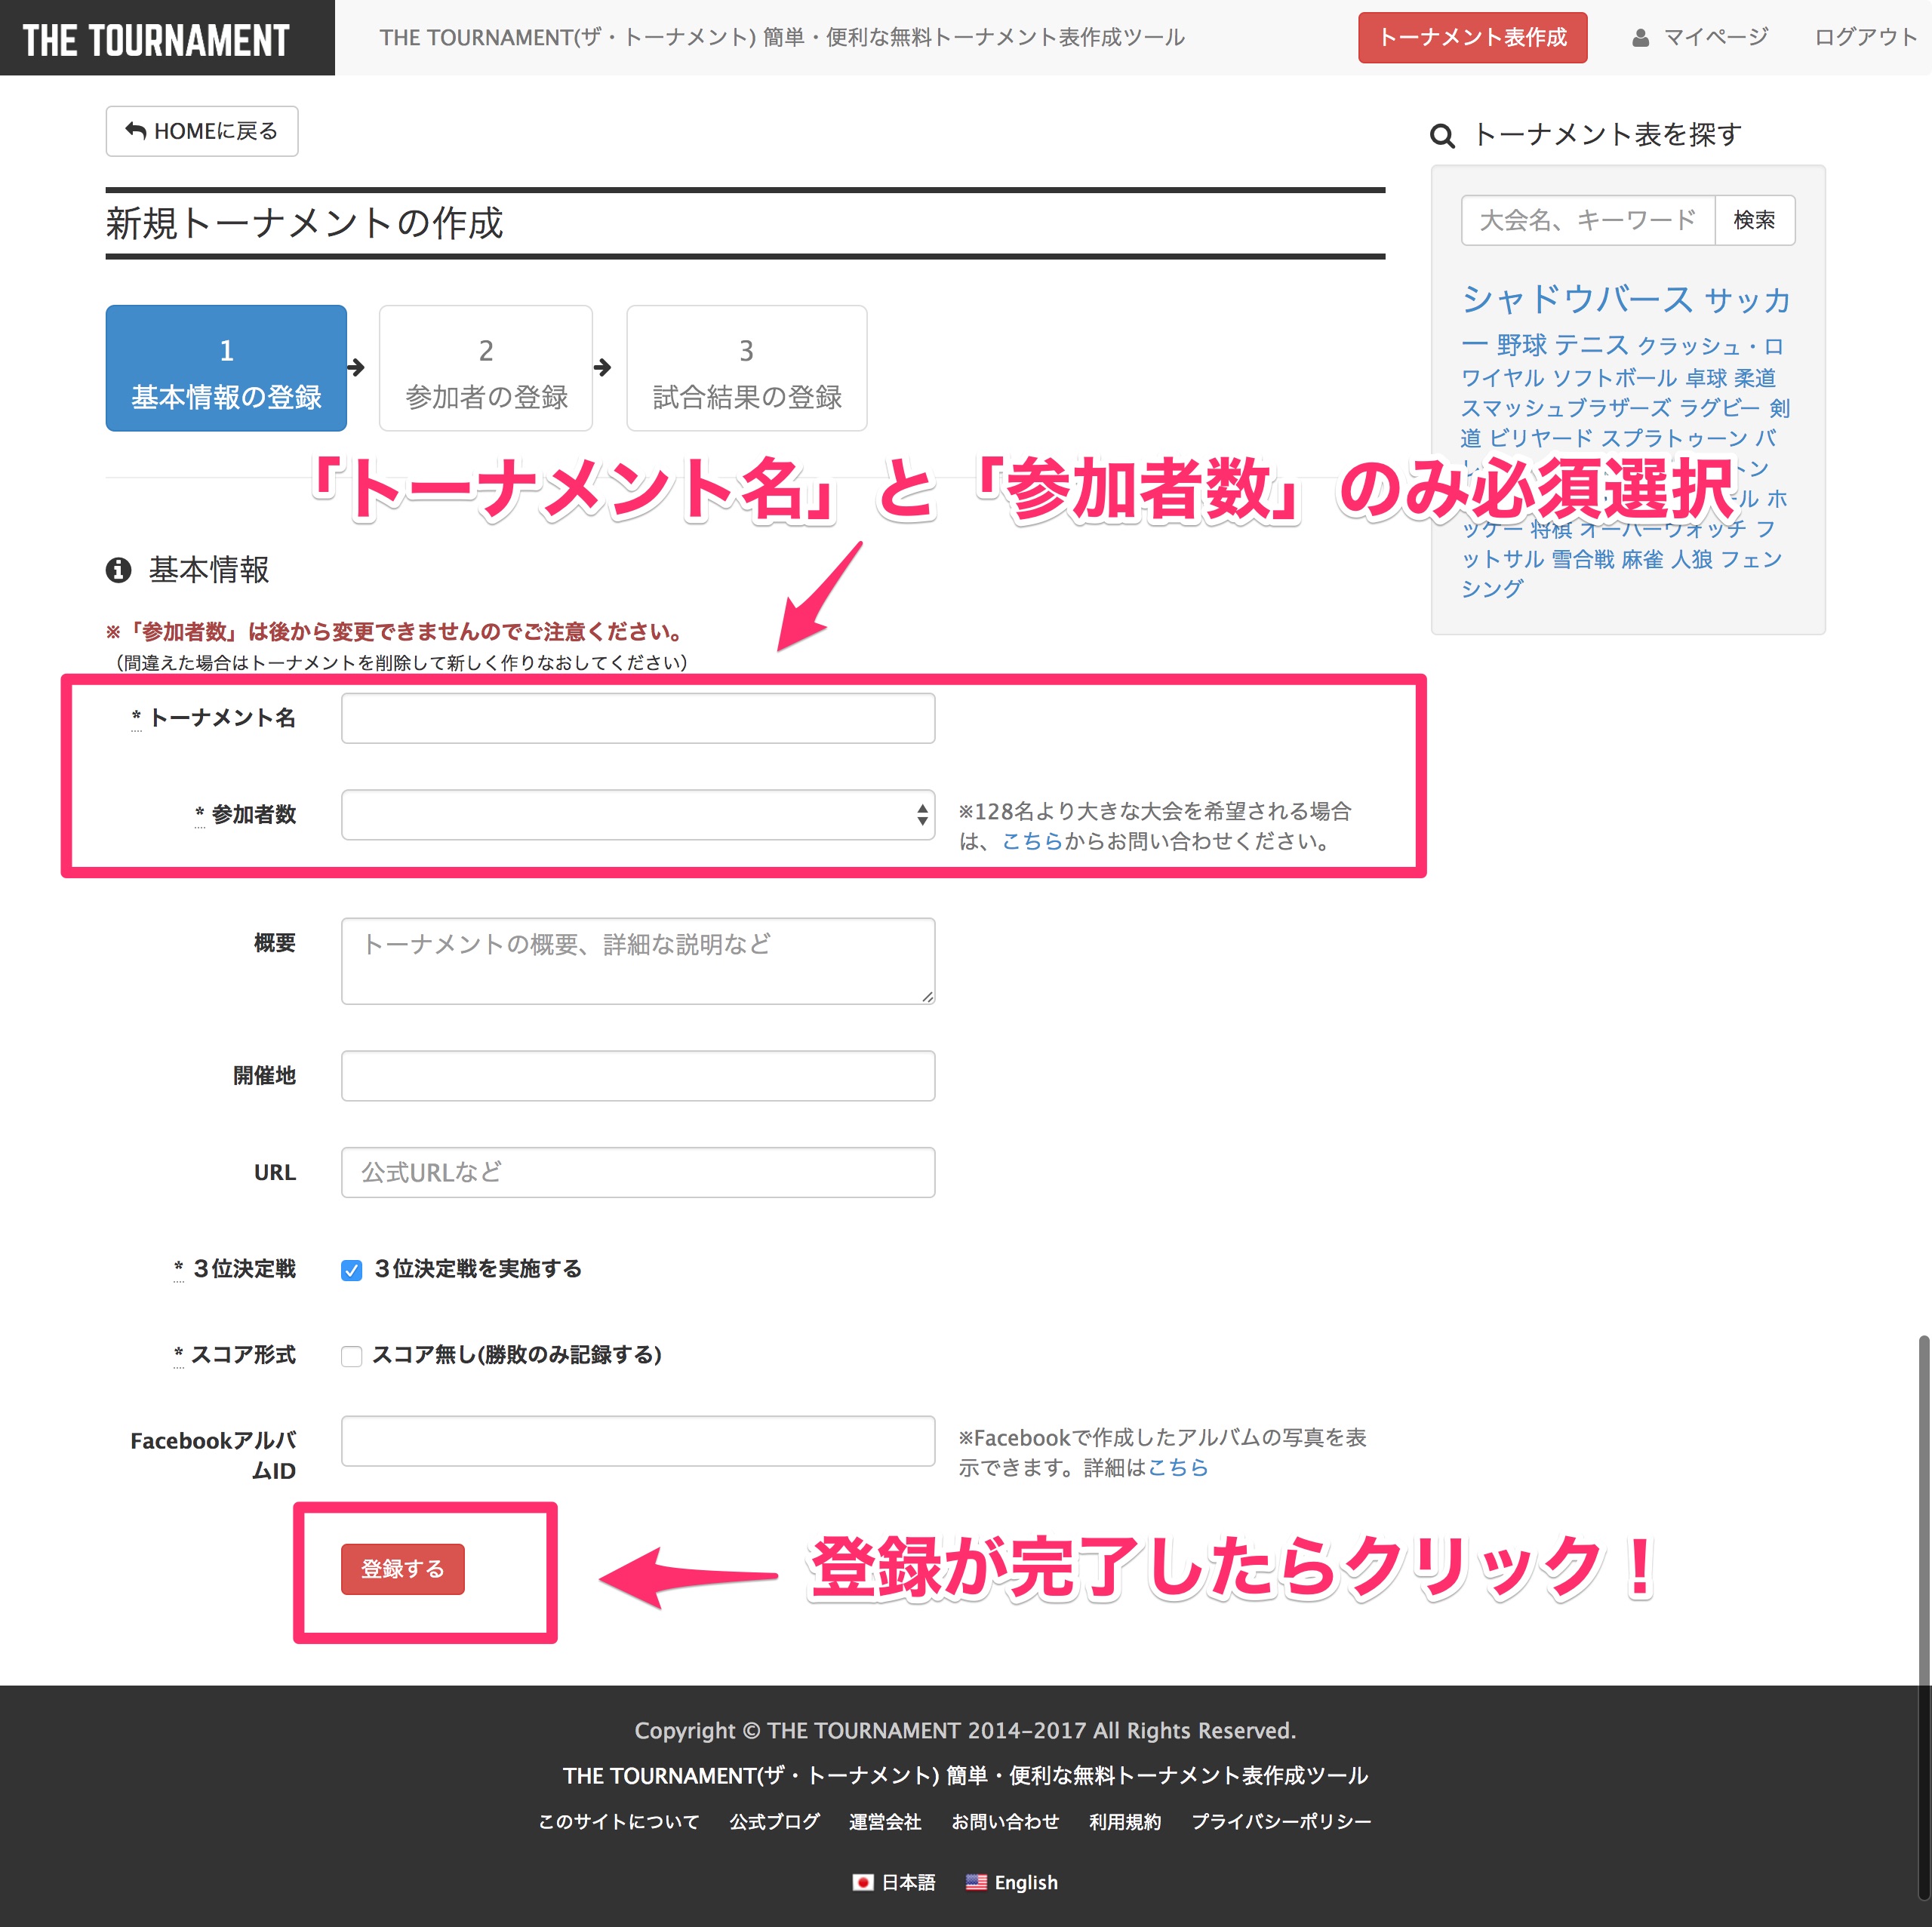 THE TOURNAMENT
THE TOURNAMENT(ザ・トーナメント) 簡単・便利な無料トーナメント表作成ツール
トーナメント表作成
マイページ
ログアウト
HOMEに戻る
新規トーナメントの作成
1
基本情報の登録
2
参加者の登録
3
試合結果の登録
「トーナメント名」と「参加者数」のみ必須選択
基本情報
※「参加者数」は後から変更できませんのでご注意ください。
（間違えた場合はトーナメントを削除して新しく作りなおしてください）
* トーナメント名
* 参加者数
※128名より大きな大会を希望される場合
は、こちらからお問い合わせください。
概要
トーナメントの概要、詳細な説明など
開催地
URL
公式URLなど
* ３位決定戦
３位決定戦を実施する
* スコア形式
スコア無し(勝敗のみ記録する)
Facebookアルバ
ムID
※Facebookで作成したアルバムの写真を表
示できます。詳細はこちら
登録する
登録が完了したらクリック！
トーナメント表を探す
大会名、キーワード
検索
シャドウバース サッカ
ー 野球 テニス クラッシュ・ロ
ワイヤル ソフトボール 卓球 柔道
スマッシュブラザーズ ラグビー 剣
道 ビリヤード スプラトゥーン バ
トン
ル ホ
ッケー 将棋 オーバーウォッチ フ
ットサル 雪合戦 麻雀 人狼 フェン
シング
Copyright © THE TOURNAMENT 2014-2017 All Rights Reserved.
THE TOURNAMENT(ザ・トーナメント) 簡単・便利な無料トーナメント表作成ツール
このサイトについて 公式ブログ 運営会社 お問い合わせ 利用規約 プライバシーポリシー
日本語 English